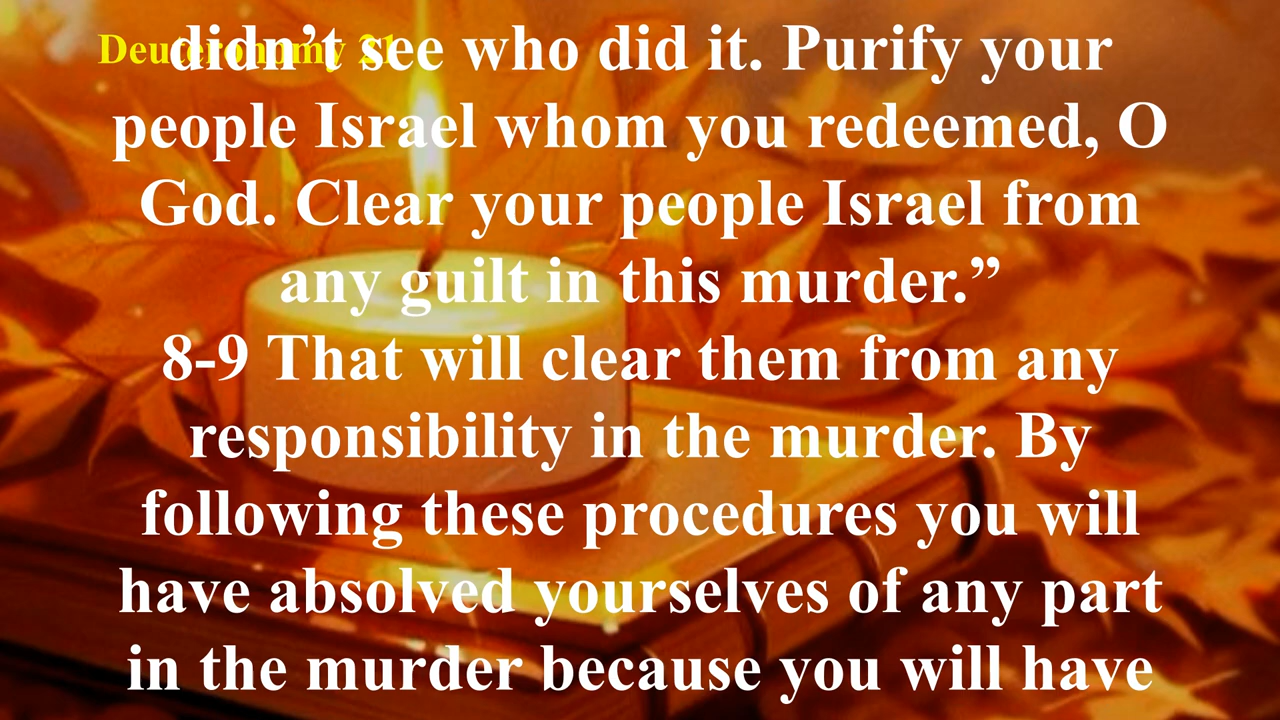 Deuteronomy 21
didn’t see who did it. Purify your
people Israel whom you redeemed, O
God. Clear your people Israel from
any guilt in this murder.”
8-9 That will clear them from any
responsibility in the murder. By
following these procedures you will
have absolved yourselves of any part
in the murder because you will have